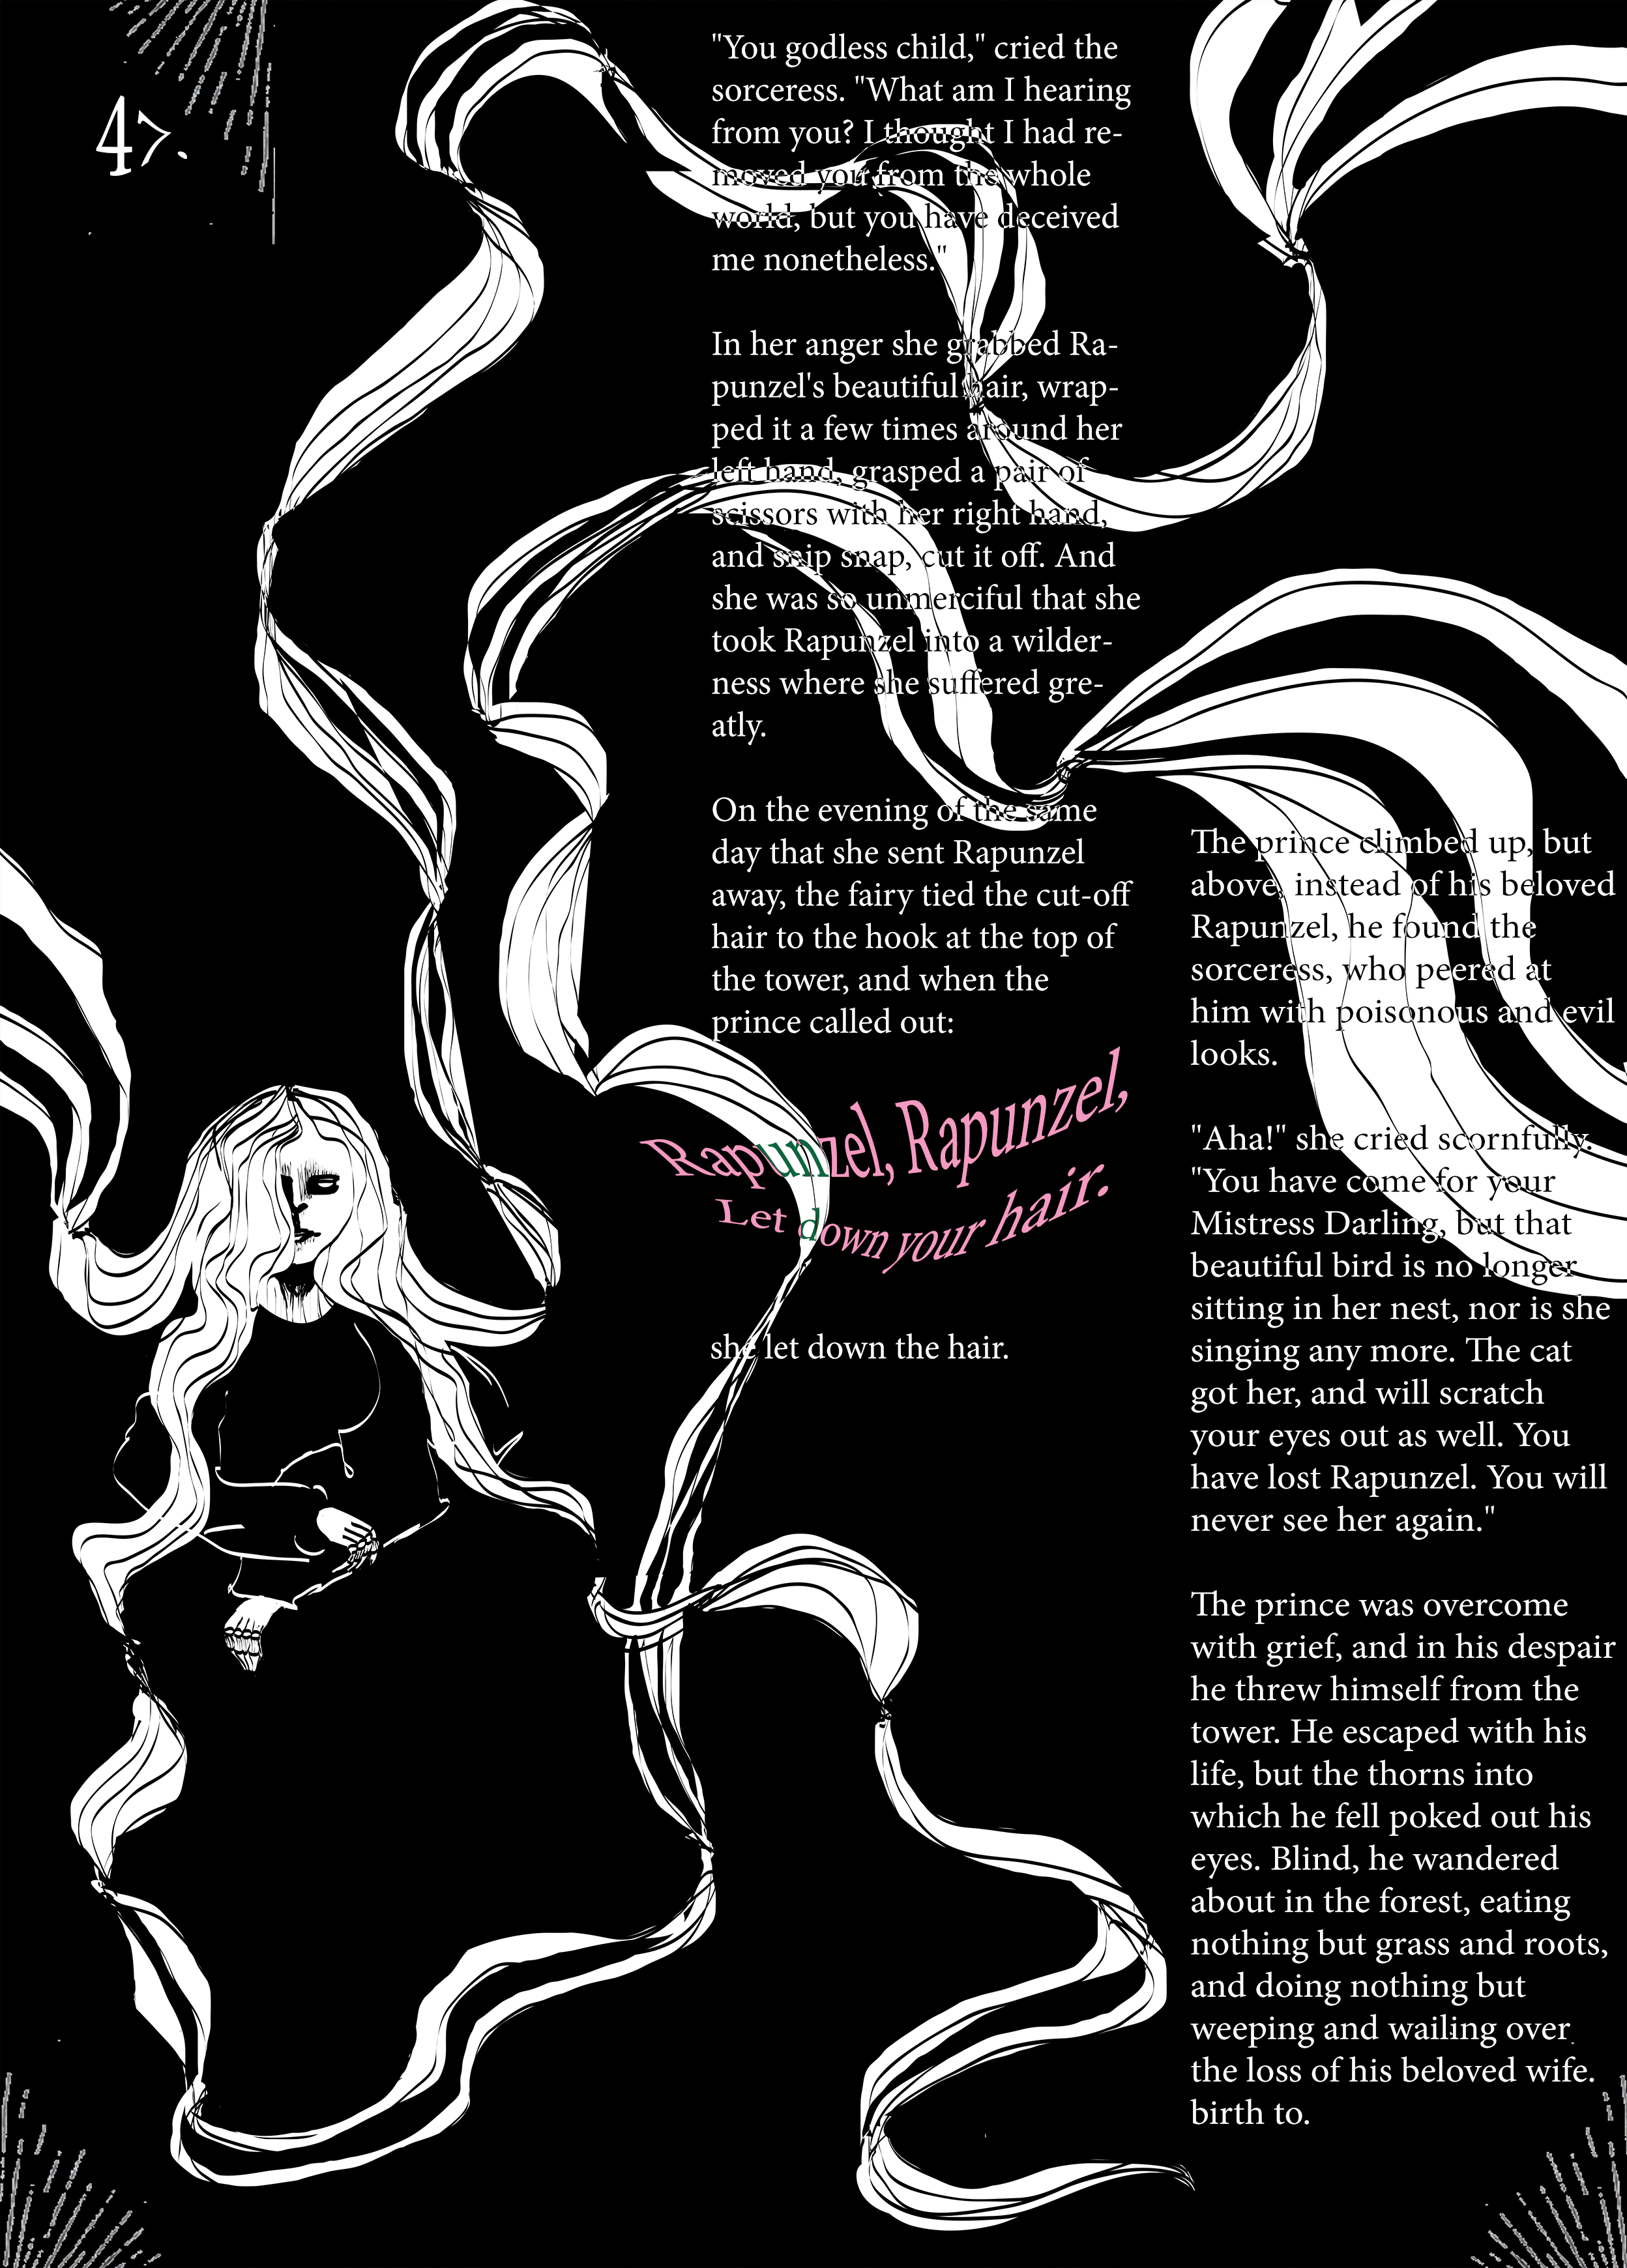 47.
"You godless child," cried the
sorceress. "What am I hearing
from you? I thought I had re-
moved you from the whole
world, but you have deceived
me nonetheless."
In her anger she grabbed Ra-
punzel's beautiful hair, wrap-
ped it a few times around her
left hand, grasped a pair of
scissors with her right hand,
and snip snap, cut it off. And
she was so unmerciful that she
took Rapunzel into a wilder-
ness where she suffered gre-
atly.
On the evening of the same
day that she sent Rapunzel
away, the fairy tied the cut-off
hair to the hook at the top of
the tower, and when the
prince called out:
Rapunzel, Rapunzel,
Let down your hair.
she let down the hair.
The prince climbed up, but
above, instead of his beloved
Rapunzel, he found the
sorceress, who peered at
him with poisonous and evil
looks.
"Aha!" she cried scornfully.
"You have come for your
Mistress Darling, but that
beautiful bird is no longer
sitting in her nest, nor is she
singing any more. The cat
got her, and will scratch
your eyes out as well. You
have lost Rapunzel. You will
never see her again."
The prince was overcome
with grief, and in his despair
he threw himself from the
tower. He escaped with his
life, but the thorns into
which he fell poked out his
eyes. Blind, he wandered
about in the forest, eating
nothing but grass and roots,
and doing nothing but
weeping and wailing over
the loss of his beloved wife.
birth to.